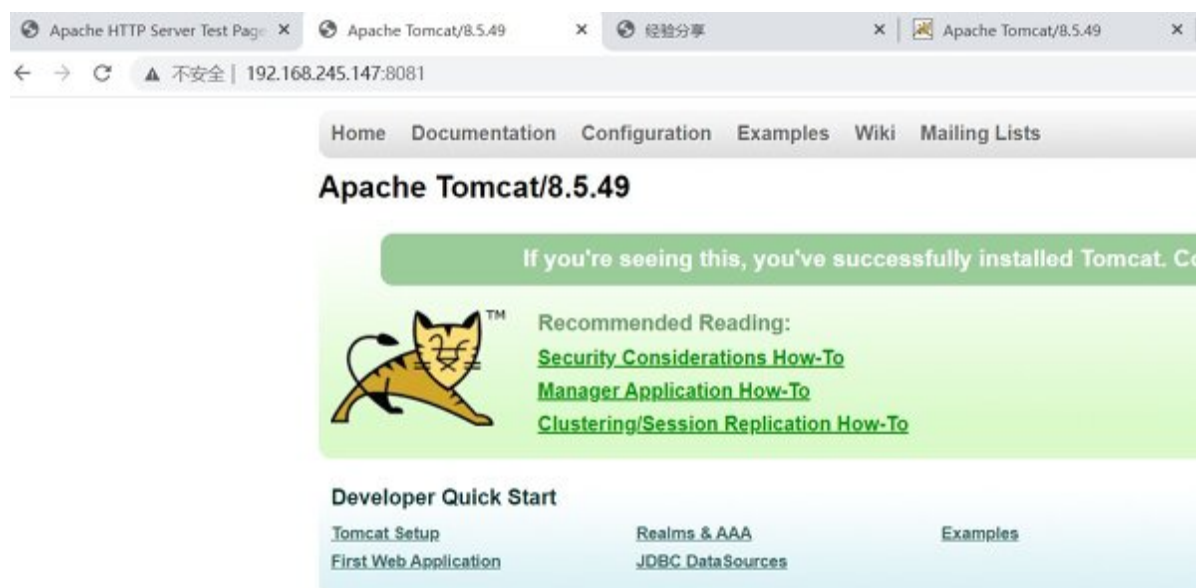 Apache HTTP Server Test Page Apache Tomcat/8.5.49 经验分享 Apache Tomcat/8.5.49
不安全 | 192.168.245.147:8081
Home Documentation Configuration Examples Wiki Mailing Lists
Apache Tomcat/8.5.49
If you're seeing this, you've successfully installed Tomcat. Co
TM
Recommended Reading:
Security Considerations How-To
Manager Application How-To
Clustering/Session Replication How-To
Developer Quick Start
Tomcat Setup Realms & AAA Examples
First Web Application JDBC DataSources